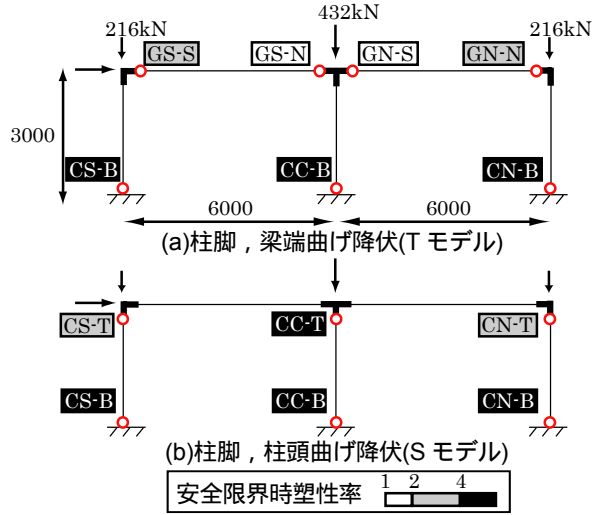 216kN 432kN 216kN
GS-S GS-N GN-S GN-N
3000
CS-B CC-B CN-B
6000 6000
(a)柱脚，梁端曲げ降伏(T モデル)
CS-T CC-T CN-T
CS-B CC-B CN-B
(b)柱脚，柱頭曲げ降伏(S モデル)
安全限界時塑性率 1 2 4